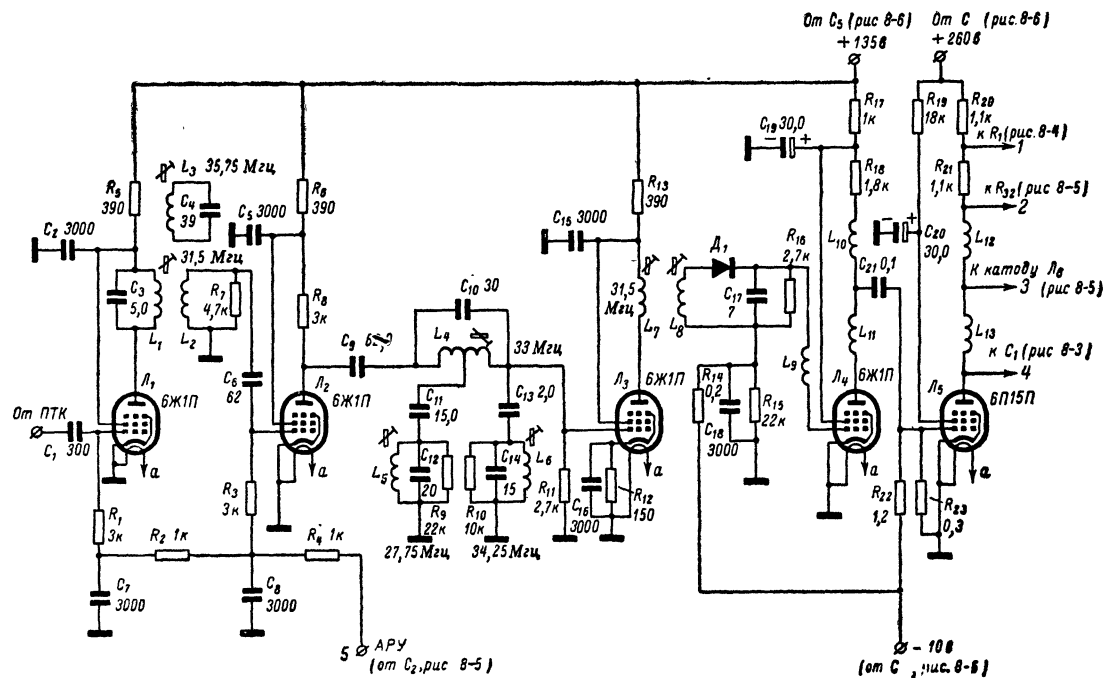 От С5 (рис 8-6)
+ 135в
От С (рис. 8-6)
+ 260 в
R17
1к
R19
18к
R20
1,1к
C19 30,0
к R1 (рис. 8-4)
1
R18
1,8к
R21
1,1к
к R32 (рис 8-5)
2
L3 35,75 Мгц
C4
39
R5
390
R6
390
R13
390
C2 3000
C5 3000
C15 3000
31,5 Мгц
C3
5,0
L1
L2
R7
4,7к
R8
3к
C10 30
L4
C9
33 Мгц
31,5
Мгц
L7
L8
Д1
R16
2,7к
C17
7
L10
C20
30,0
L12
C21 0,1
К катоду Л6
3 (рис 8-5)
L11
L13
к С1 (рис 8-3)
4
L9
От ПТК
C1 300
Л1
6Ж1П
а
C6
62
Л2
6Ж1П
а
C11
15,0
C13 2,0
Л3
6Ж1П
а
R14
0,2
C18
3000
R15
22к
Л4
6Ж1П
а
Л5
6П15П
а
L5
C12
20
R9
22к
27,75 Мгц
R10
10к
C14
15
L6
34,25 Мгц
R11
2,7к
C16
3000
R12
150
R22
1,2
R23
0,3
R1
3к
R2 1к
R3
3к
R4 1к
C7
3000
C8
3000
5 АРУ
(от С2, рис 8-5)
– 10в
(от С , рис. 8-6)